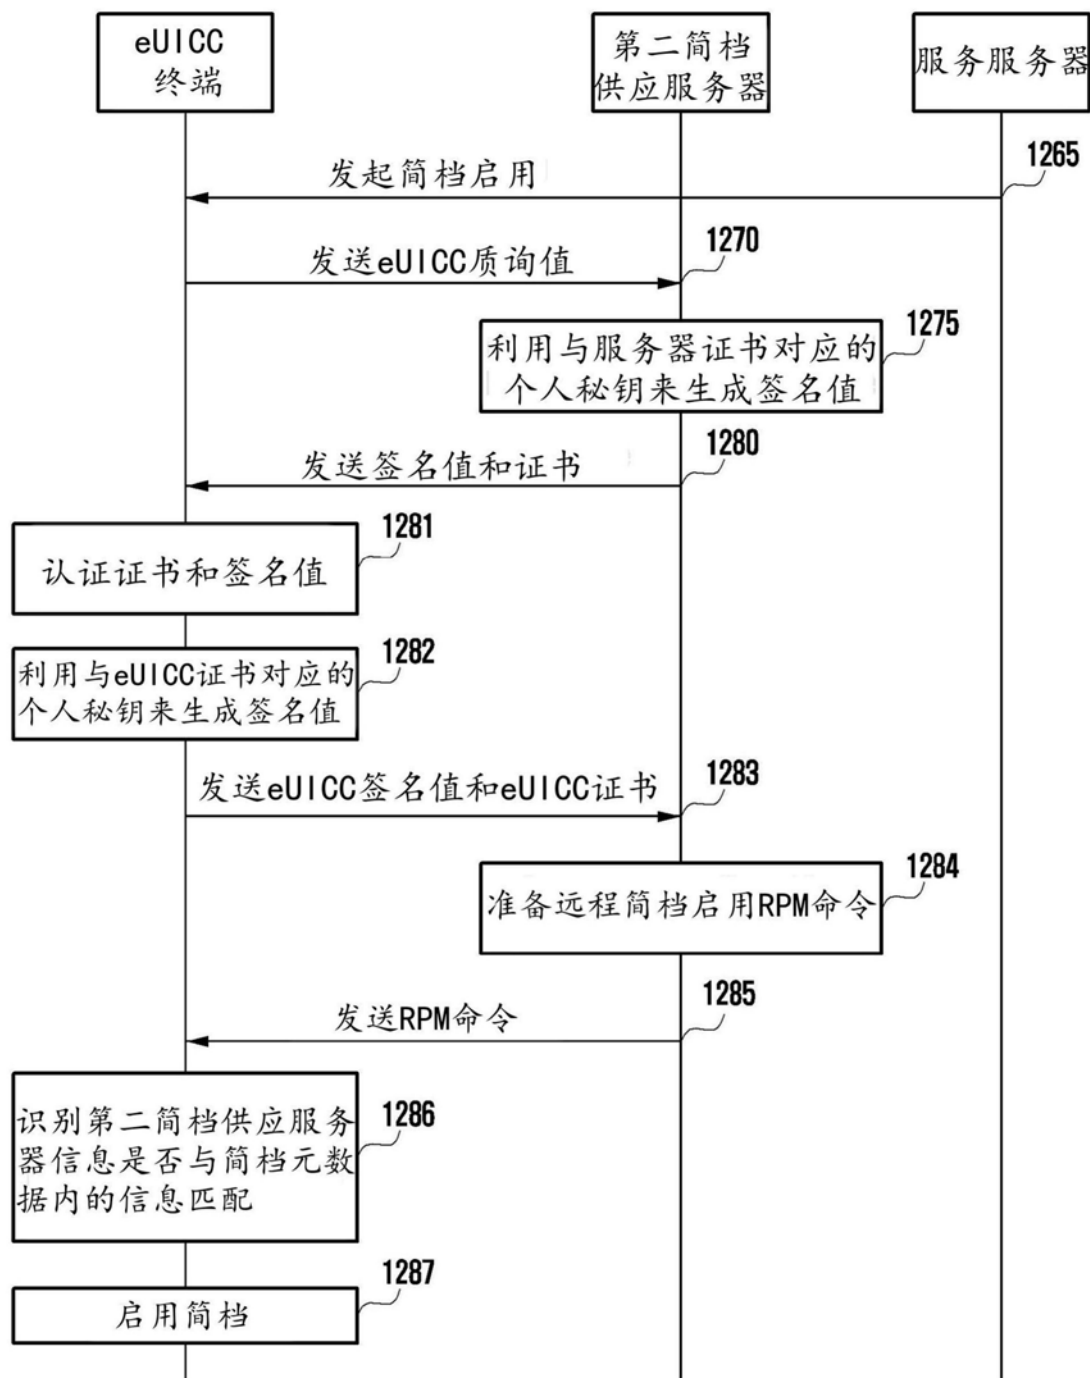 eUICC
终端
第二简档
供应服务器
服务服务器
1265
发起简档启用
1270
发送eUICC质询值
1275
利用与服务器证书对应的
个人秘钥来生成签名值
1280
发送签名值和证书
1281
认证证书和签名值
1282
利用与eUICC证书对应的
个人秘钥来生成签名值
1283
发送eUICC签名值和eUICC证书
1284
准备远程简档启用RPM命令
1285
发送RPM命令
1286
识别第二简档供应服务
器信息是否与简档元数
据内的信息匹配
1287
启用简档